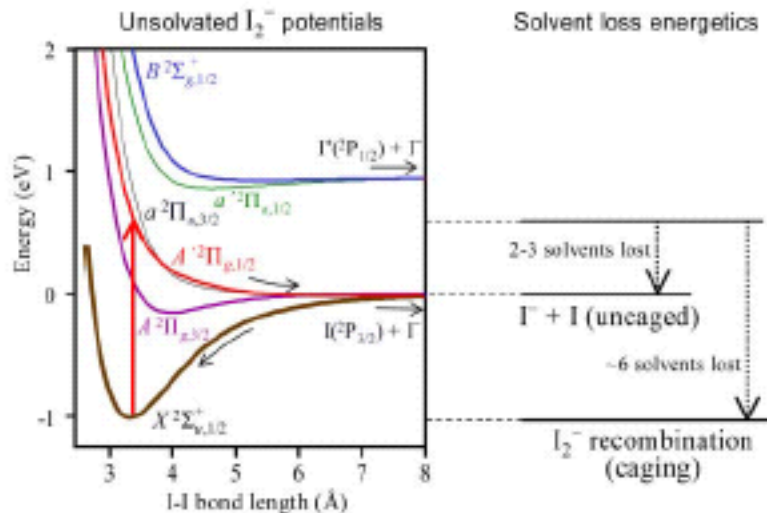 Unsolvated I₂⁻ potentials
Solvent loss energetics
2
1
0
-1
Energy (eV)
B ²Σ⁺g,1/2
I*(²P1/2) + I⁻
a' ²Πu,1/2
a ²Πu,3/2
A' ²Πg,1/2
A ²Πg,3/2
I(²P3/2) + I⁻
X ²Σ⁺u,1/2
3 4 5 6 7 8
I-I bond length (Å)
2-3 solvents lost
I⁻ + I (uncaged)
~6 solvents lost
I₂⁻ recombination
(caging)